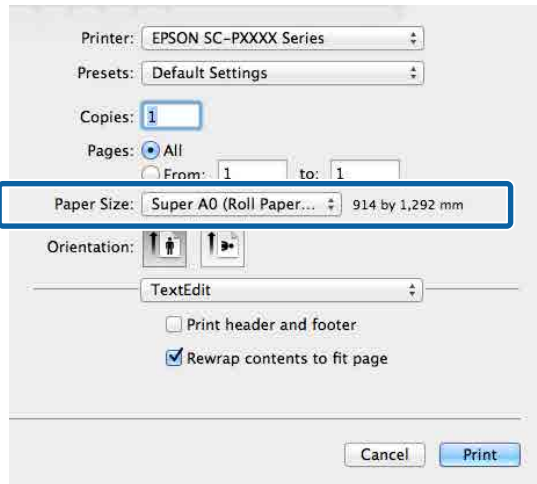 Printer: EPSON SC-PXXXX Series
Presets: Default Settings
Copies: 1
Pages: All
From: 1 to: 1
Paper Size: Super A0 (Roll Paper... 914 by 1,292 mm
Orientation:
TextEdit
Print header and footer
Rewrap contents to fit page
Cancel Print